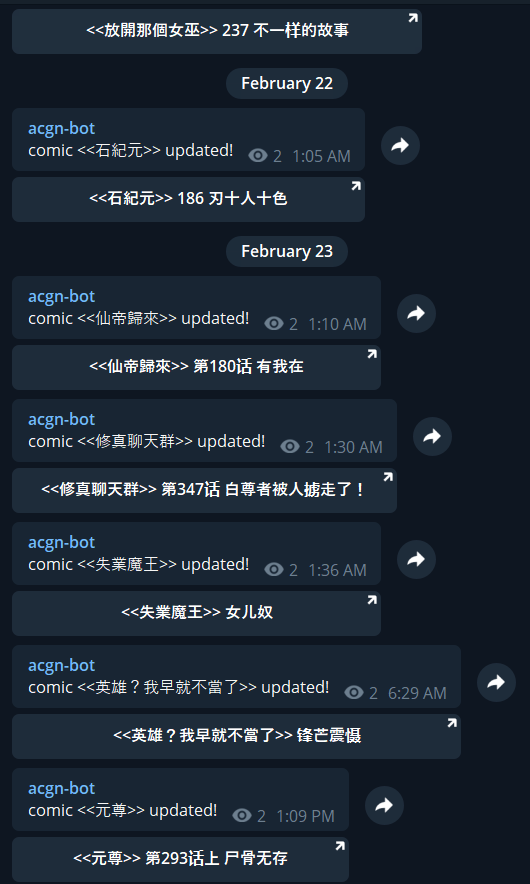 <<放開那個女巫>> 237 不一样的故事
February 22
acgn-bot
comic <<石紀元>> updated!
2 1:05 AM
<<石紀元>> 186 刃十人十色
February 23
acgn-bot
comic <<仙帝歸來>> updated!
2 1:10 AM
<<仙帝歸來>> 第180话 有我在
acgn-bot
comic <<修真聊天群>> updated!
2 1:30 AM
<<修真聊天群>> 第347话 白尊者被人掳走了！
acgn-bot
comic <<失業魔王>> updated!
2 1:36 AM
<<失業魔王>> 女儿奴
acgn-bot
comic <<英雄？我早就不當了>> updated!
2 6:29 AM
<<英雄？我早就不當了>> 锋芒震慑
acgn-bot
comic <<元尊>> updated!
2 1:09 PM
<<元尊>> 第293话上 尸骨无存